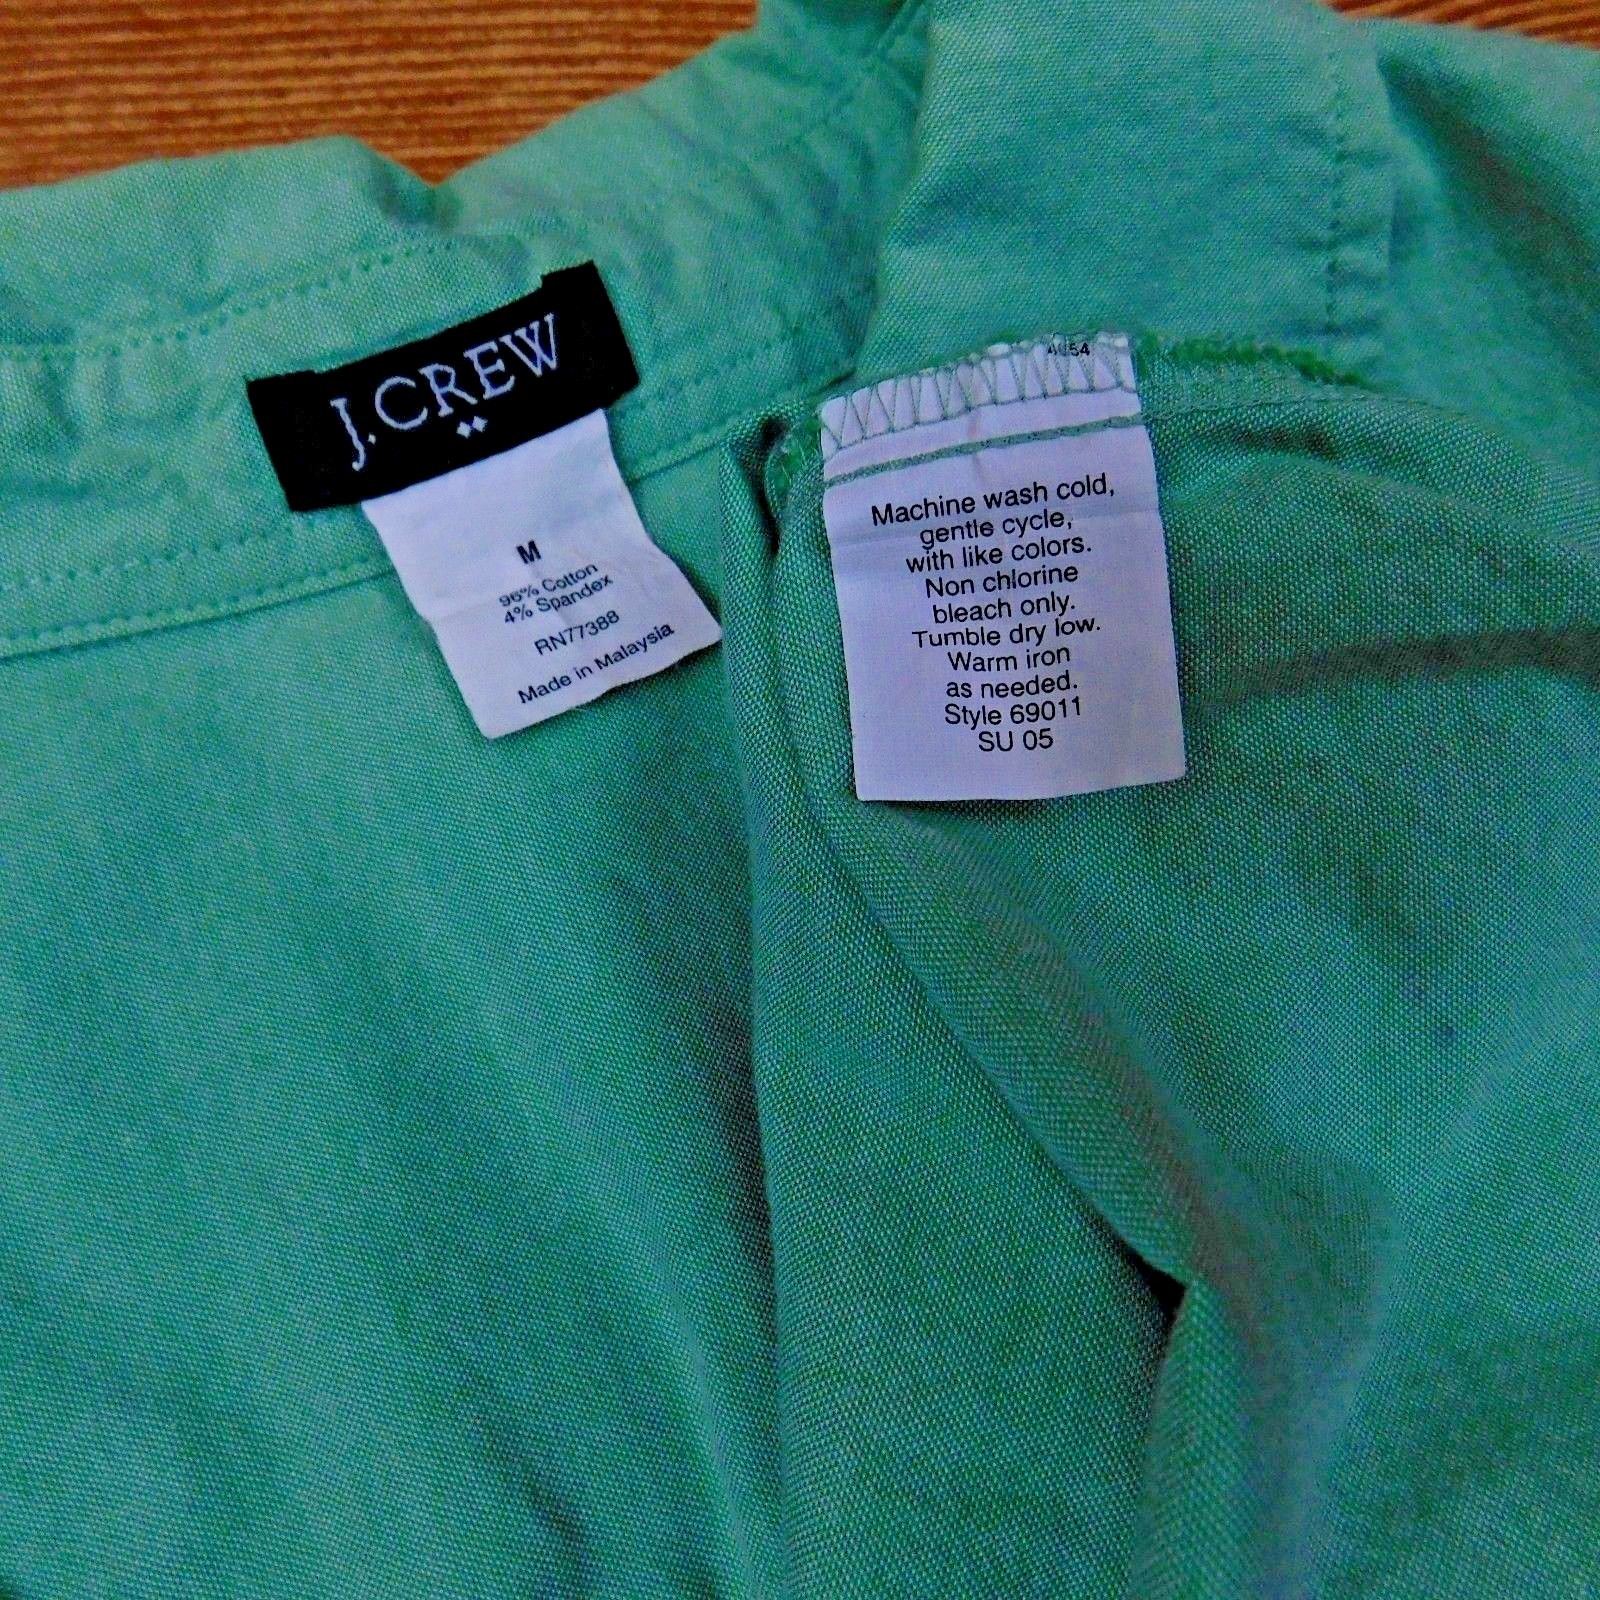 J.CREW
M
96% Cotton
4% Spandex
RN77388
Made in Malaysia
Machine wash cold,
gentle cycle,
with like colors.
Non chlorine
bleach only.
Tumble dry low.
Warm iron
as needed.
Style 69011
SU 05